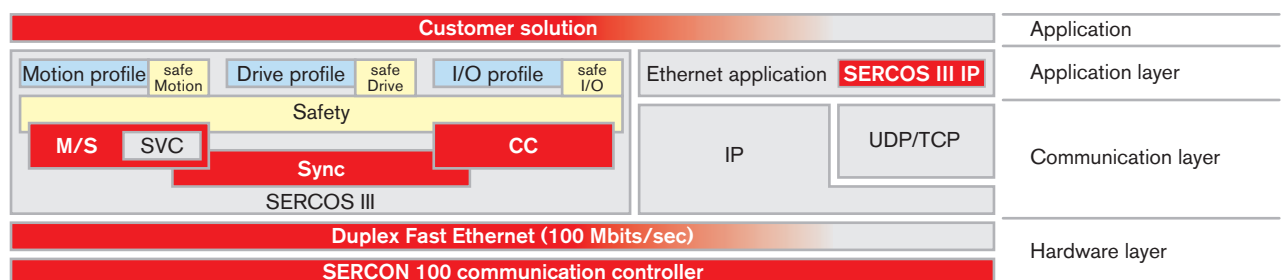 Customer solution
Application
Motion profile
safe
Motion
Drive profile
safe
Drive
I/O profile
safe
I/O
Ethernet application
SERCOS III IP
Application layer
Safety
M/S
SVC
CC
Sync
SERCOS III
IP
UDP/TCP
Communication layer
Duplex Fast Ethernet (100 Mbits/sec)
SERCON 100 communication controller
Hardware layer